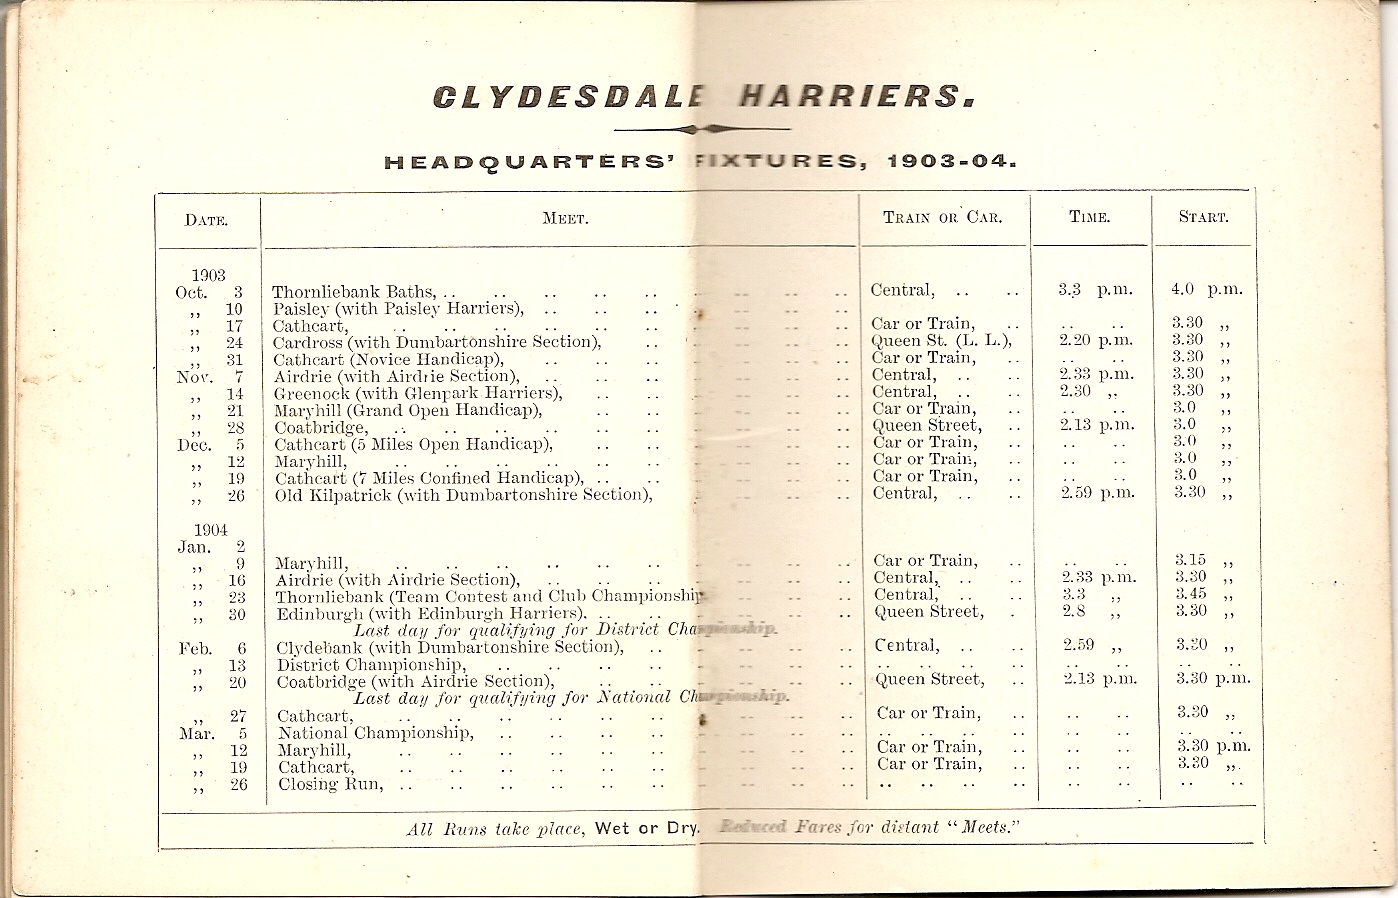 CLYDESDALE HARRIERS.
HEADQUARTERS' FIXTURES, 1903-04.
DATE. MEET. TRAIN OR CAR. TIME. START.
1903
Oct. 3 Thornliebank Baths, .. .. .. .. .. .. .. .. .. Central, .. .. 3.3 p.m. 4.0 p.m.
,, 10 Paisley (with Paisley Harriers), .. .. .. .. .. .. ..
,, 17 Cathcart, .. .. .. .. .. .. .. .. .. .. Car or Train, .. .. .. 3.30 ,,
,, 24 Cardross (with Dumbartonshire Section), .. .. .. .. .. Queen St. (L. L.), 2.20 p.m. 3.30 ,,
,, 31 Cathcart (Novice Handicap), .. .. .. .. .. .. .. Car or Train, .. .. .. 3.30 ,,
Nov. 7 Airdrie (with Airdrie Section), .. .. .. .. .. .. .. Central, .. .. 2.33 p.m. 3.30 ,,
,, 14 Greenock (with Glenpark Harriers), .. .. .. .. .. .. Central, .. .. 2.30 ,, 3.30 ,,
,, 21 Maryhill (Grand Open Handicap), .. .. .. .. .. .. Car or Train, .. .. .. 3.0 ,,
,, 28 Coatbridge, .. .. .. .. .. .. .. .. .. .. Queen Street, .. 2.13 p.m. 3.0 ,,
Dec. 5 Cathcart (5 Miles Open Handicap), .. .. .. .. .. .. Car or Train, .. .. .. 3.0 ,,
,, 12 Maryhill, .. .. .. .. .. .. .. .. .. .. Car or Train, .. .. .. 3.0 ,,
,, 19 Cathcart (7 Miles Confined Handicap), .. .. .. .. .. .. Car or Train, .. .. .. 3.0 ,,
,, 26 Old Kilpatrick (with Dumbartonshire Section), .. .. .. .. Central, .. .. 2.59 p.m. 3.30 ,,
1904
Jan. 2
,, 9 Maryhill, .. .. .. .. .. .. .. .. .. .. Car or Train, .. .. .. 3.15 ,,
,, 16 Airdrie (with Airdrie Section), .. .. .. .. .. .. .. Central, .. .. 2.33 p.m. 3.30 ,,
,, 23 Thornliebank (Team Contest and Club Championship .. .. .. Central, .. .. 3.3 ,, 3.45 ,,
,, 30 Edinburgh (with Edinburgh Harriers). .. .. .. .. .. .. Queen Street, . 2.8 ,, 3.30 ,,
Last day for qualifying for District Championship.
Feb. 6 Clydebank (with Dumbartonshire Section), .. .. .. .. .. Central, .. .. 2.59 ,, 3.30 ,,
,, 13 District Championship, .. .. .. .. .. .. .. .. .. .. .. .. .. .. .. ..
,, 20 Coatbridge (with Airdrie Section), .. .. .. .. .. .. Queen Street, .. 2.13 p.m. 3.30 p.m.
Last day for qualifying for National Championship.
,, 27 Cathcart, .. .. .. .. .. .. .. .. .. .. Car or Train, .. .. .. 3.30 ,,
Mar. 5 National Championship, .. .. .. .. .. .. .. .. .. .. .. .. .. .. .. ..
,, 12 Maryhill, .. .. .. .. .. .. .. .. .. .. Car or Train, .. .. .. 3.30 p.m.
,, 19 Cathcart, .. .. .. .. .. .. .. .. .. .. Car or Train, .. .. .. 3.30 ,,
,, 26 Closing Run, .. .. .. .. .. .. .. .. .. .. .. .. .. .. .. .. .. ..
All Runs take place, Wet or Dry. Reduced Fares for distant "Meets."